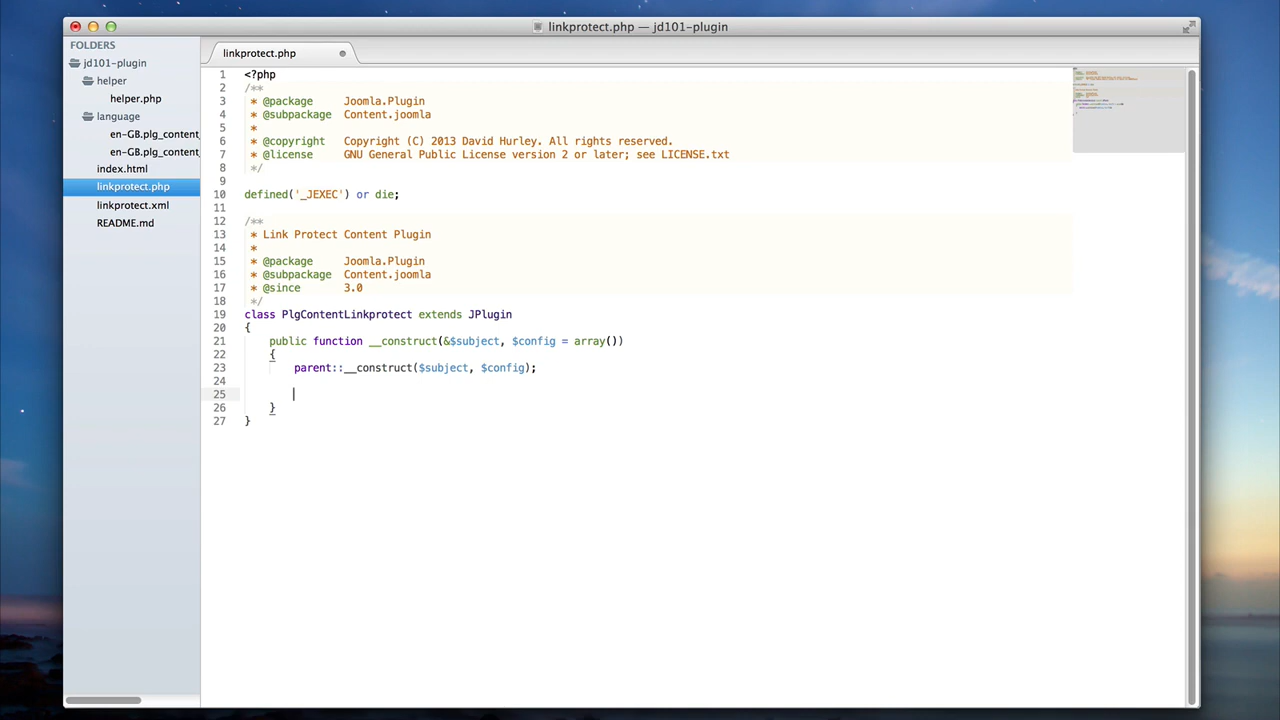 linkprotect.php — jd101-plugin
FOLDERS
jd101-plugin
helper
helper.php
language
en-GB.plg_content
en-GB.plg_content
index.html
linkprotect.php
linkprotect.xml
README.md
linkprotect.php
1 <?php
2 /**
3 * @package Joomla.Plugin
4 * @subpackage Content.joomla
5 *
6 * @copyright Copyright (C) 2013 David Hurley. All rights reserved.
7 * @license GNU General Public License version 2 or later; see LICENSE.txt
8 */
9
10 defined('_JEXEC') or die;
11
12 /**
13 * Link Protect Content Plugin
14 *
15 * @package Joomla.Plugin
16 * @subpackage Content.joomla
17 * @since 3.0
18 */
19 class PlgContentLinkprotect extends JPlugin
20 {
21 public function __construct(&$subject, $config = array())
22 {
23 parent::__construct($subject, $config);
24
25
26 }
27 }